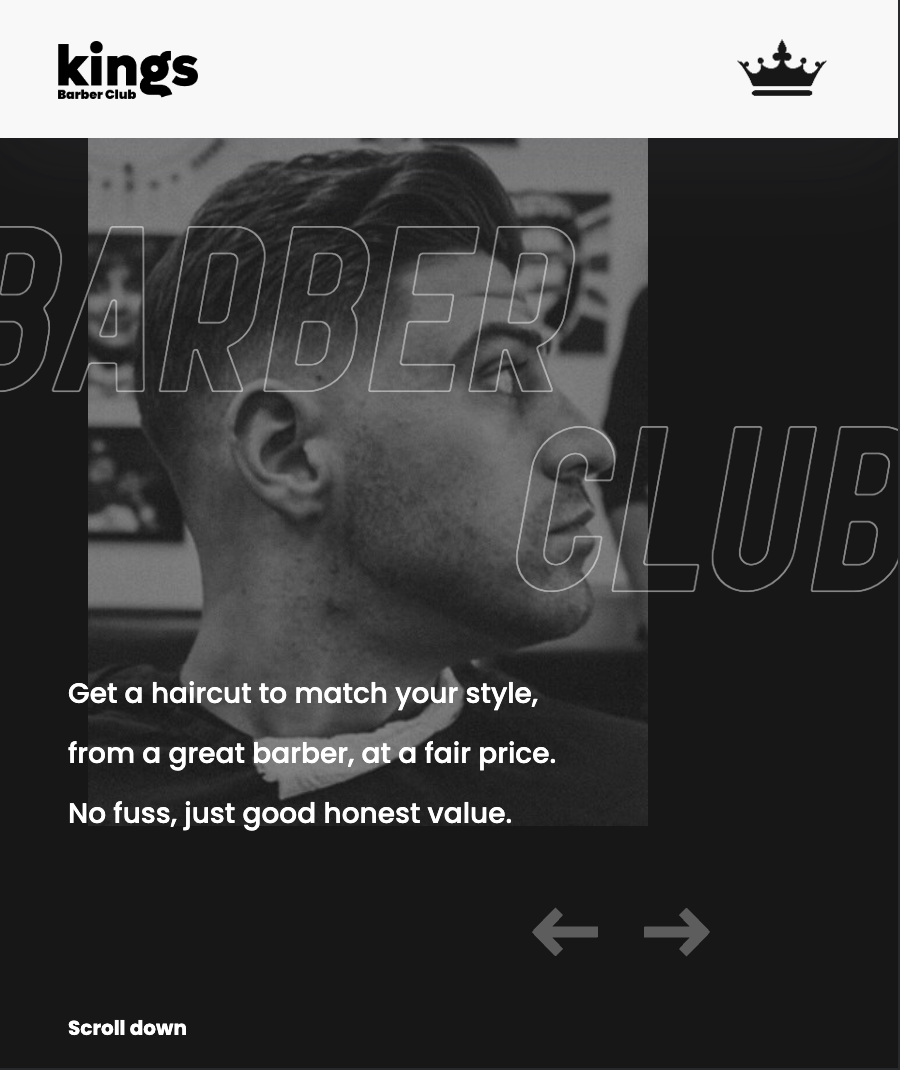 kings
Barber Club
BARBER
CLUB
Get a haircut to match your style,
from a great barber, at a fair price.
No fuss, just good honest value.
Scroll down